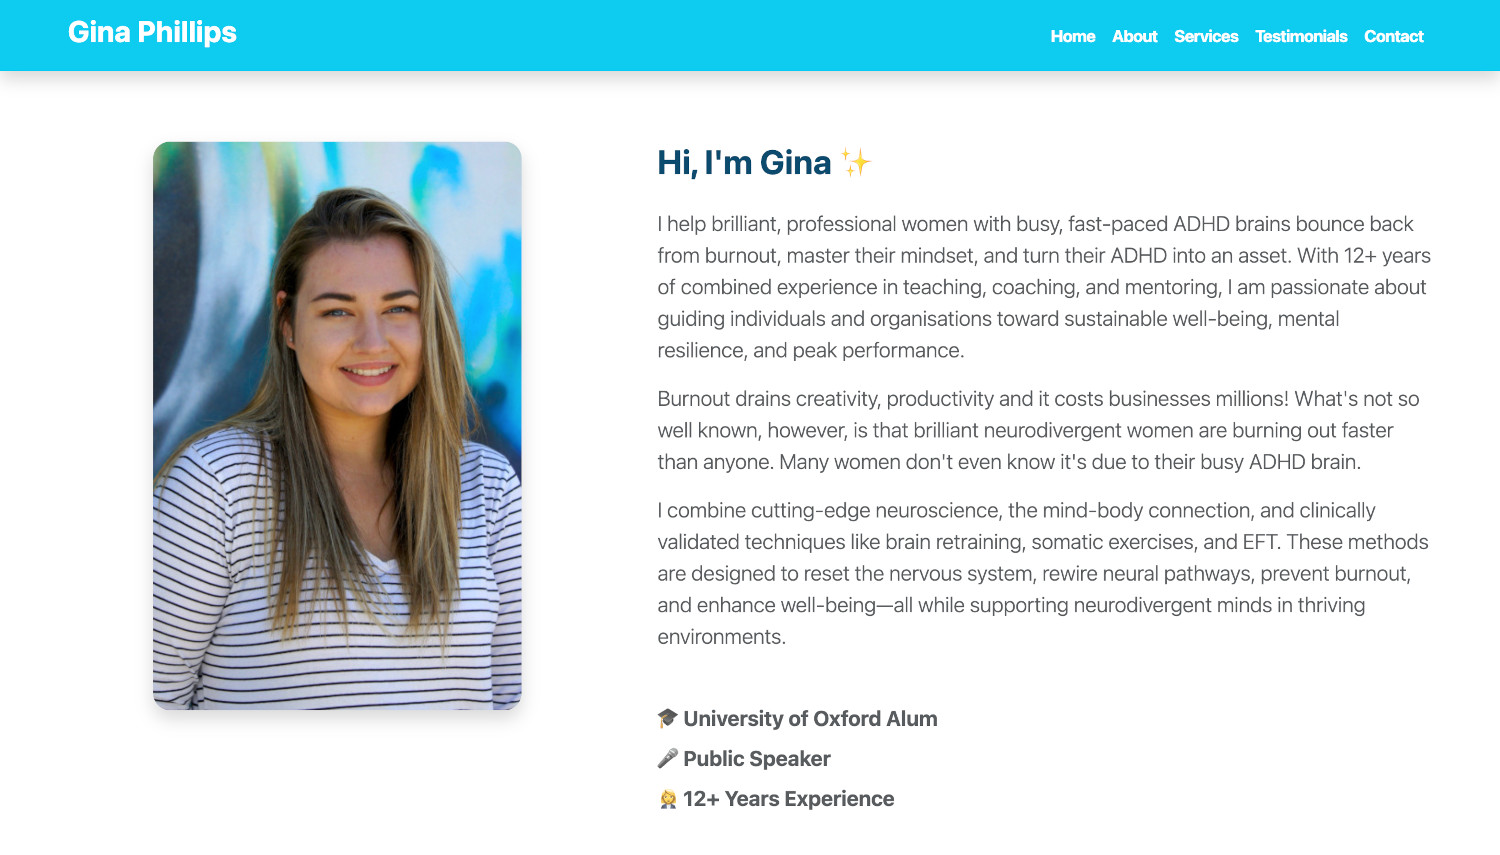 Gina Phillips
Home About Services Testimonials Contact
Hi, I'm Gina ✨
I help brilliant, professional women with busy, fast-paced ADHD brains bounce back
from burnout, master their mindset, and turn their ADHD into an asset. With 12+ years
of combined experience in teaching, coaching, and mentoring, I am passionate about
guiding individuals and organisations toward sustainable well-being, mental
resilience, and peak performance.
Burnout drains creativity, productivity and it costs businesses millions! What's not so
well known, however, is that brilliant neurodivergent women are burning out faster
than anyone. Many women don't even know it's due to their busy ADHD brain.
I combine cutting-edge neuroscience, the mind-body connection, and clinically
validated techniques like brain retraining, somatic exercises, and EFT. These methods
are designed to reset the nervous system, rewire neural pathways, prevent burnout,
and enhance well-being—all while supporting neurodivergent minds in thriving
environments.
🎓 University of Oxford Alum
🎤 Public Speaker
🧑‍💼 12+ Years Experience